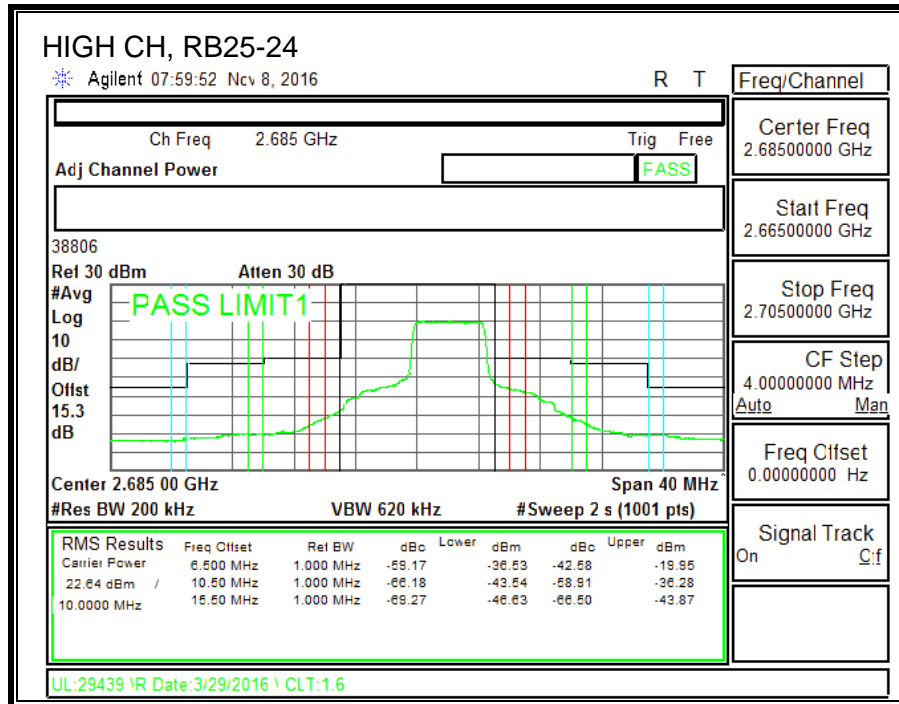 HIGH CH, RB25-24
Agilent 07:59:52 Nov 8, 2016 R T
Freq/Channel
Ch Freq 2.685 GHz Trig Free
Adj Channel Power PASS
Center Freq
2.68500000 GHz
Start Freq
2.66500000 GHz
Stop Freq
2.70500000 GHz
CF Step
4.00000000 MHz
Auto Man
Freq Offset
0.00000000 Hz
Signal Track
On Off
38806
Ref 30 dBm Atten 30 dB
#Avg
Log
10
dB/
Offst
15.3
dB
PASS LIMIT1
Center 2.685 00 GHz Span 40 MHz
#Res BW 200 kHz VBW 620 kHz #Sweep 2 s (1001 pts)
RMS Results Freq Offset Ref BW dBc Lower dBm dBc Upper dBm
Carrier Power 6.500 MHz 1.000 MHz -59.17 -36.53 -42.58 -19.95
22.64 dBm / 10.50 MHz 1.000 MHz -66.18 -43.54 -58.91 -36.28
10.0000 MHz 15.50 MHz 1.000 MHz -69.27 -46.63 -66.50 -43.87
UL:29439 \R Date:3/29/2016 \ CLT:1.6